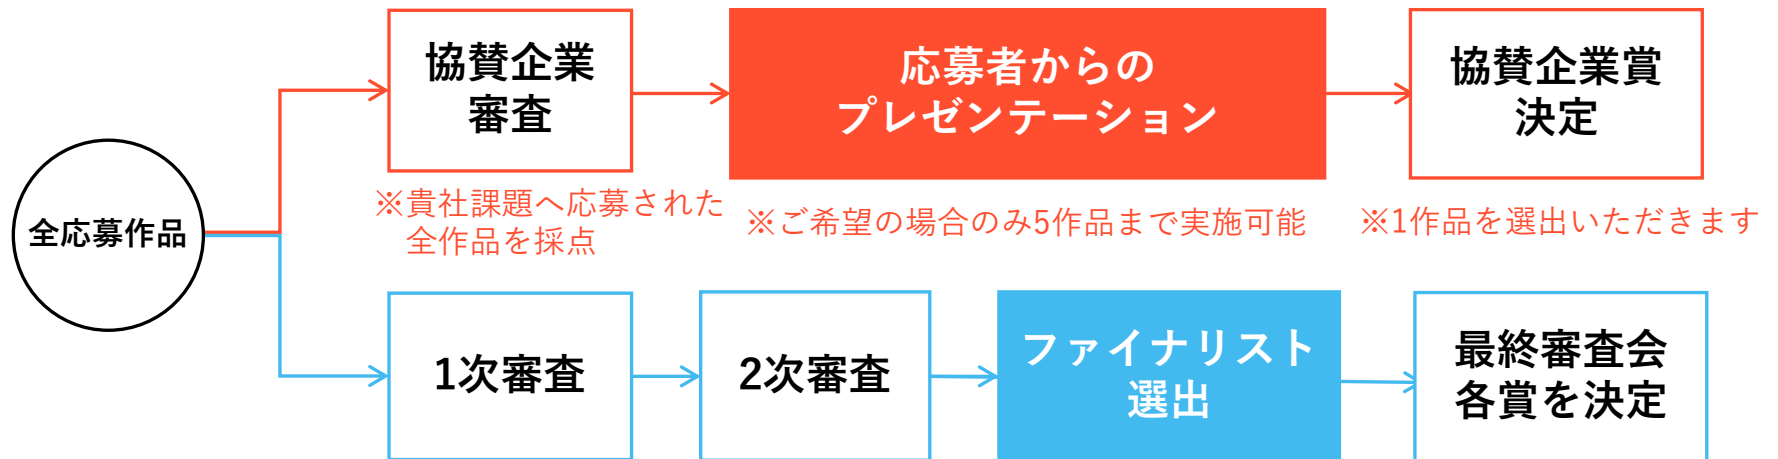 全応募作品
協賛企業
審査
応募者からの
プレゼンテーション
協賛企業賞
決定
※貴社課題へ応募された
全作品を採点
※ご希望の場合のみ5作品まで実施可能
※1作品を選出いただきます
1次審査
2次審査
ファイナリスト
選出
最終審査会
各賞を決定